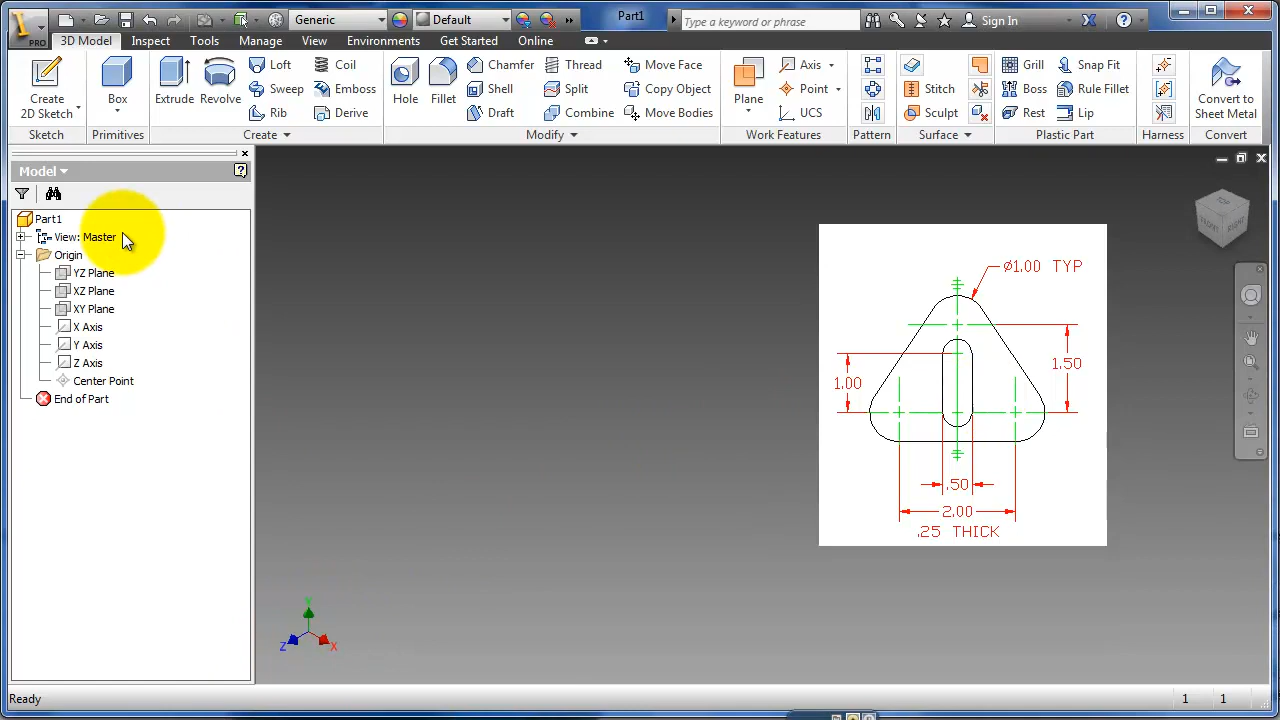 PRO
Generic
Default
Part1
Type a keyword or phrase
Sign In
3D Model
Inspect
Tools
Manage
View
Environments
Get Started
Online
Create
2D Sketch
Sketch
Box
Primitives
Extrude
Revolve
Loft
Sweep
Rib
Coil
Emboss
Derive
Create
Hole
Fillet
Chamfer
Shell
Draft
Thread
Split
Combine
Move Face
Copy Object
Move Bodies
Modify
Plane
Axis
Point
UCS
Work Features
Pattern
Stitch
Sculpt
Surface
Grill
Boss
Rest
Snap Fit
Rule Fillet
Lip
Plastic Part
Harness
Convert to
Sheet Metal
Convert
Model
Part1
View: Master
Origin
YZ Plane
XZ Plane
XY Plane
X Axis
Y Axis
Z Axis
Center Point
End of Part
TOP
FRONT
RIGHT
ø1.00 TYP
1.50
1.00
.50
2.00
.25 THICK
Y
Z
X
Ready
1
1